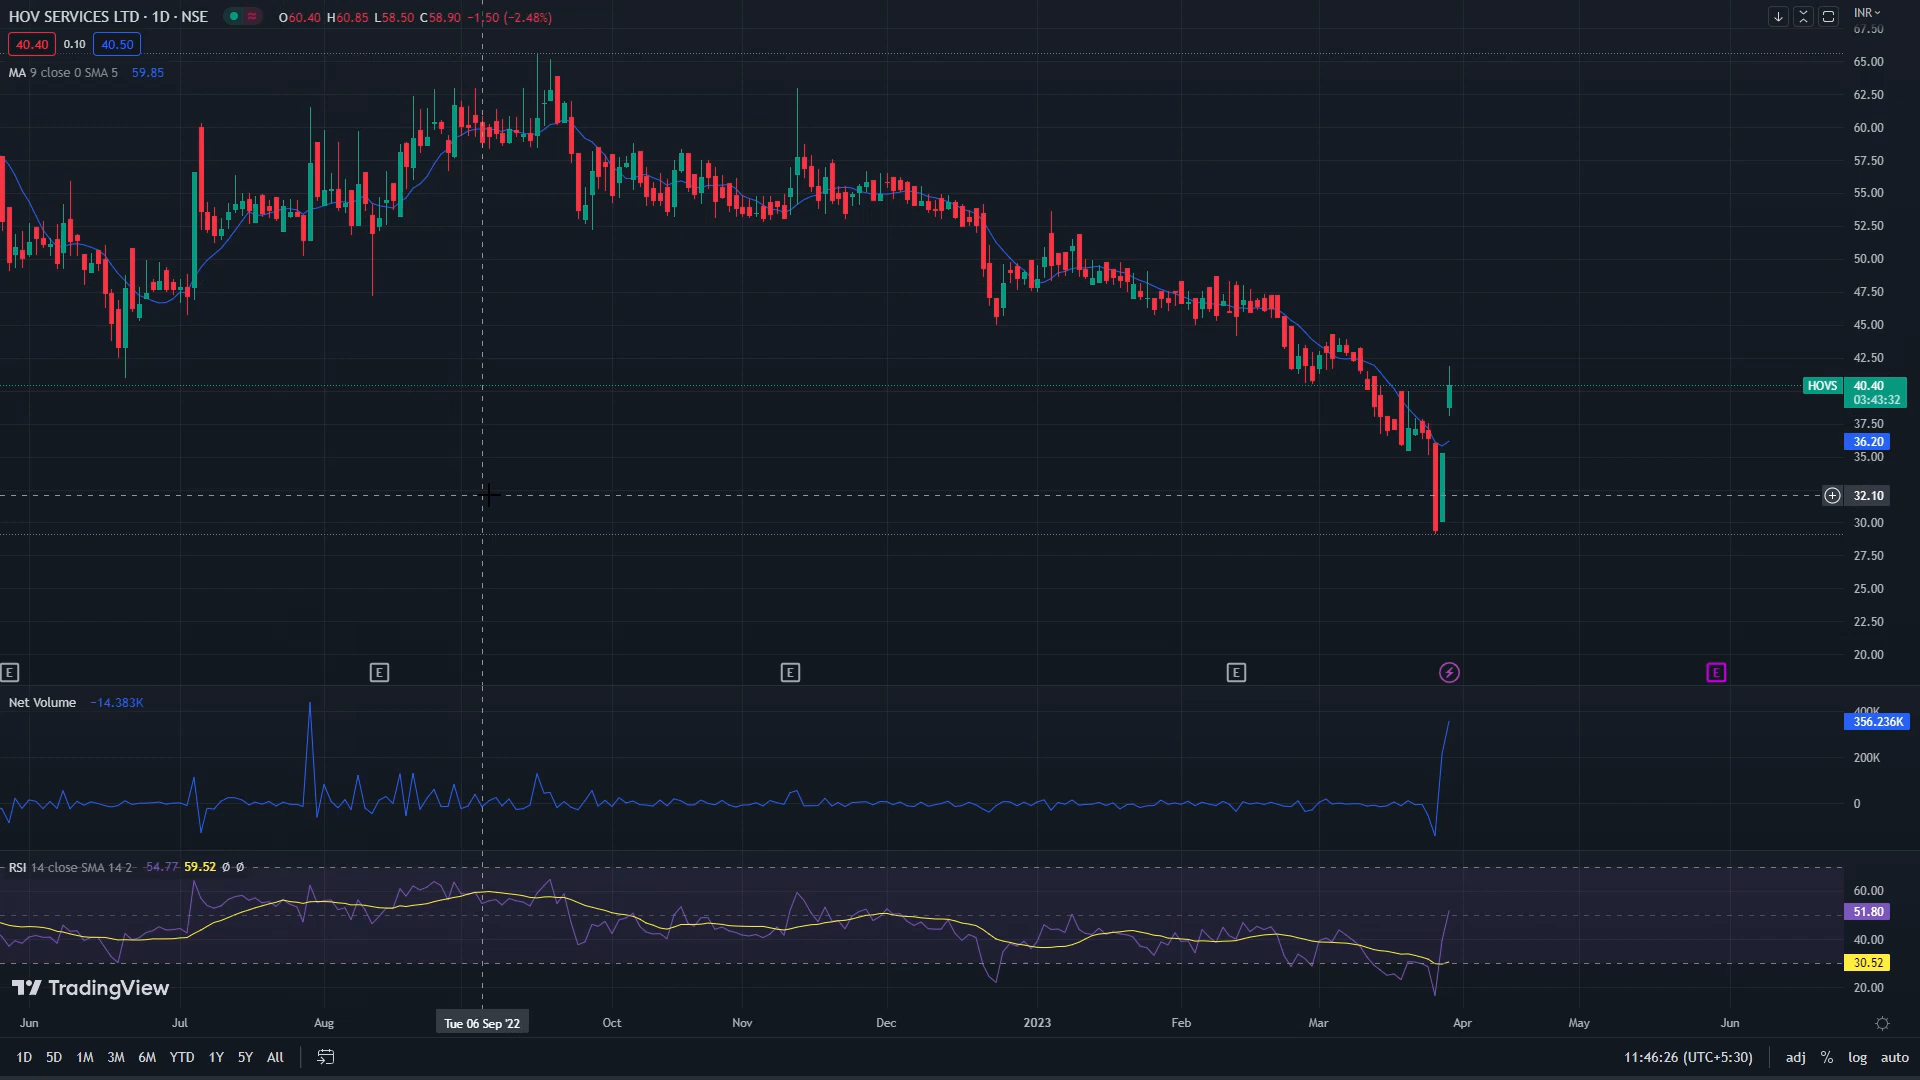 HOV SERVICES LTD · 1D · NSE O60.40 H60.85 L58.50 C58.90 −1.50 (−2.48%)
INR
67.50
40.40 0.10 40.50
MA 9 close 0 SMA 5 59.85
65.00
62.50
60.00
57.50
55.00
52.50
50.00
47.50
45.00
42.50
HOVS 40.40
03:43:32
37.50
36.20
35.00
32.10
30.00
27.50
25.00
22.50
20.00
E E E E E
Net Volume −14.383K
400K
356.236K
200K
0
RSI 14 close SMA 14 2 54.77 59.52 Ø Ø
60.00
51.80
40.00
30.52
20.00
TradingView
Jun Jul Aug Tue 06 Sep '22 Oct Nov Dec 2023 Feb Mar Apr May Jun
1D 5D 1M 3M 6M YTD 1Y 5Y All 11:46:26 (UTC+5:30) adj % log auto